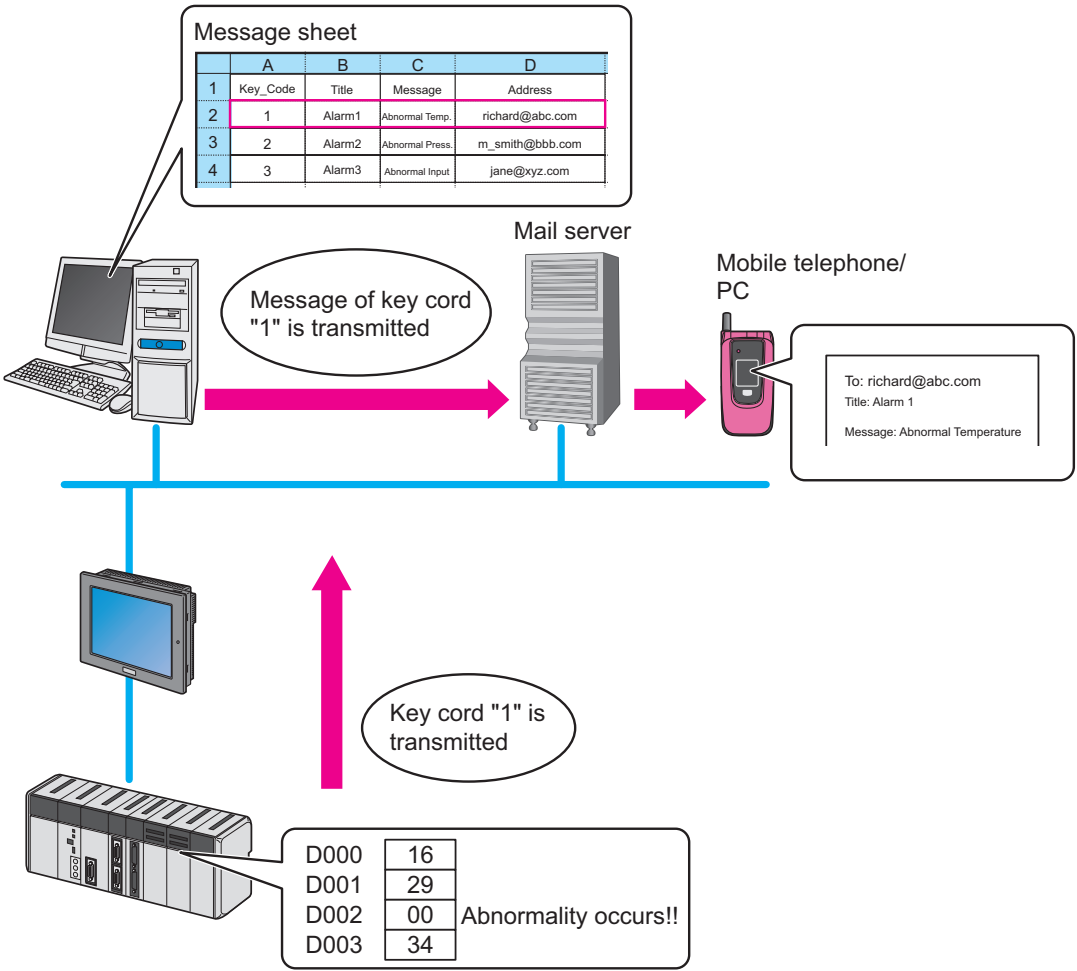 Message sheet
A B C D
1 Key_Code Title Message Address
2 1 Alarm1 Abnormal Temp. richard@abc.com
3 2 Alarm2 Abnormal Press. m_smith@bbb.com
4 3 Alarm3 Abnormal Input jane@xyz.com
Mail server
Mobile telephone/
PC
Message of key cord
"1" is transmitted
To: richard@abc.com
Title: Alarm 1
Message: Abnormal Temperature
Key cord "1" is
transmitted
D000 16
D001 29
D002 00 Abnormality occurs!!
D003 34